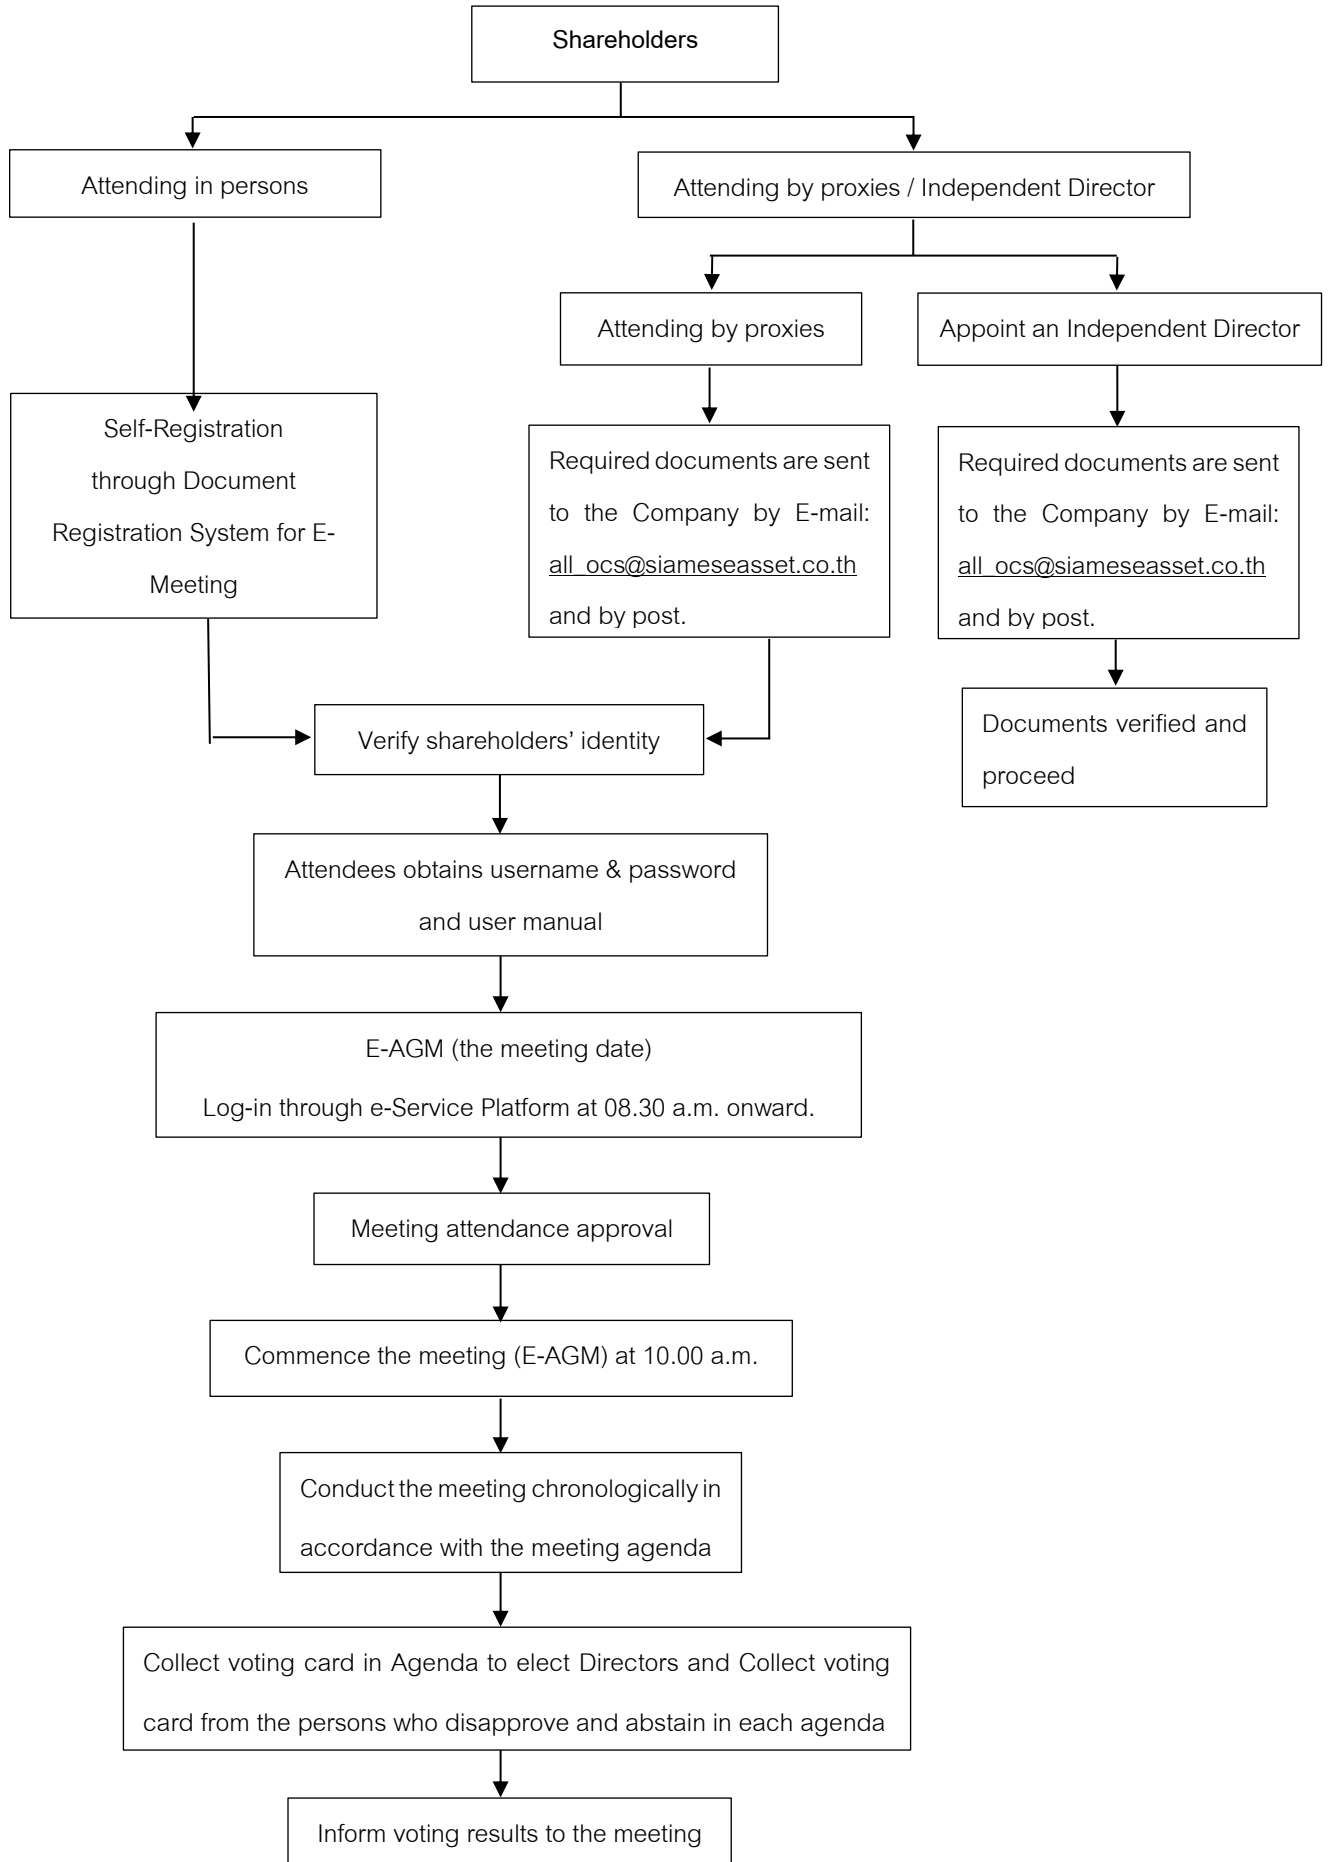 Shareholders
Attending in persons
Attending by proxies / Independent Director
Attending by proxies
Appoint an Independent Director
Self-Registration
through Document
Registration System for E-
Meeting
Required documents are sent
to the Company by E-mail:
all_ocs@siameseasset.co.th
and by post.
Required documents are sent
to the Company by E-mail:
all_ocs@siameseasset.co.th
and by post.
Verify shareholders’ identity
Documents verified and
proceed
Attendees obtains username & password
and user manual
E-AGM (the meeting date)
Log-in through e-Service Platform at 08.30 a.m. onward.
Meeting attendance approval
Commence the meeting (E-AGM) at 10.00 a.m.
Conduct the meeting chronologically in
accordance with the meeting agenda
Collect voting card in Agenda to elect Directors and Collect voting
card from the persons who disapprove and abstain in each agenda
Inform voting results to the meeting